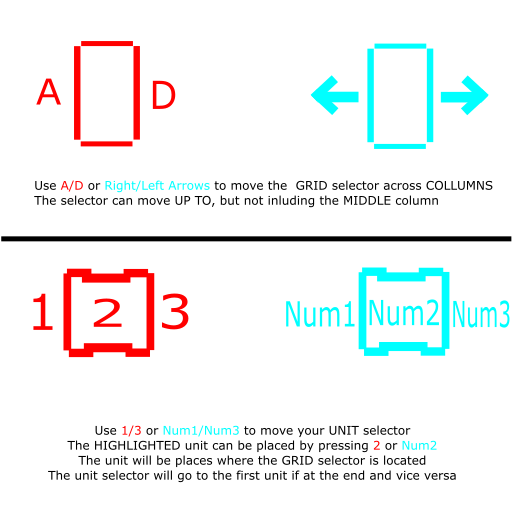 A D
Use A/D or Right/Left Arrows to move the  GRID selector across COLLUMNS
The selector can move UP TO, but not inluding the MIDDLE column
1 2 3 Num1 Num2 Num3
Use 1/3 or Num1/Num3 to move your UNIT selector
The HIGHLIGHTED unit can be placed by pressing 2 or Num2
The unit will be places where the GRID selector is located
The unit selector will go to the first unit if at the end and vice versa